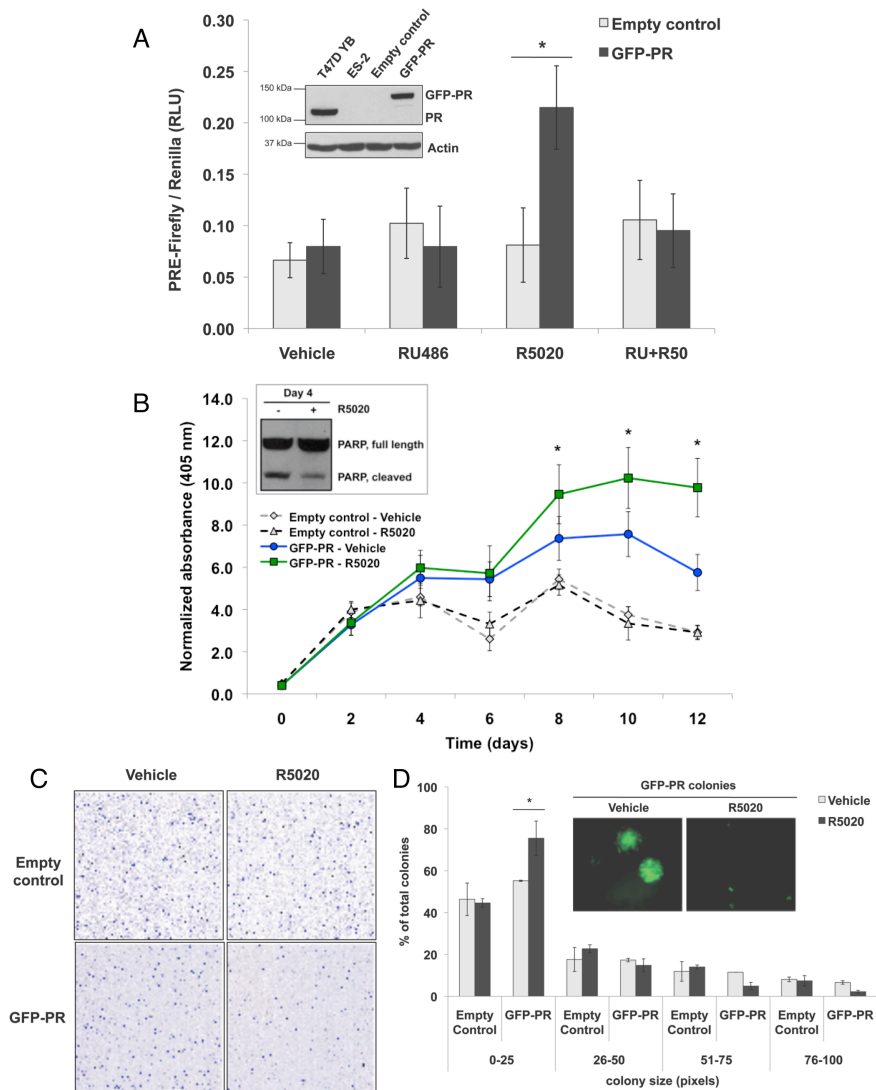 A
Empty control
GFP-PR
*
T47D YB
ES-2
Empty control
GFP-PR
150 kDa
100 kDa
37 kDa
GFP-PR
PR
Actin
PRE-Firefly / Renilla (RLU)
0.30
0.25
0.20
0.15
0.10
0.05
0.00
Vehicle RU486 R5020 RU+R50
B
Day 4
- + R5020
PARP, full length
PARP, cleaved
Empty control - Vehicle
Empty control - R5020
GFP-PR - Vehicle
GFP-PR - R5020
* * *
Normalized absorbance (405 nm)
14.0
12.0
10.0
8.0
6.0
4.0
2.0
0.0
0 2 4 6 8 10 12
Time (days)
C
Vehicle R5020
Empty
control
GFP-PR
D
GFP-PR colonies
Vehicle R5020
Vehicle
R5020
*
% of total colonies
100
80
60
40
20
0
Empty Control GFP-PR Empty Control GFP-PR Empty Control GFP-PR Empty Control GFP-PR
0-25 26-50 51-75 76-100
colony size (pixels)